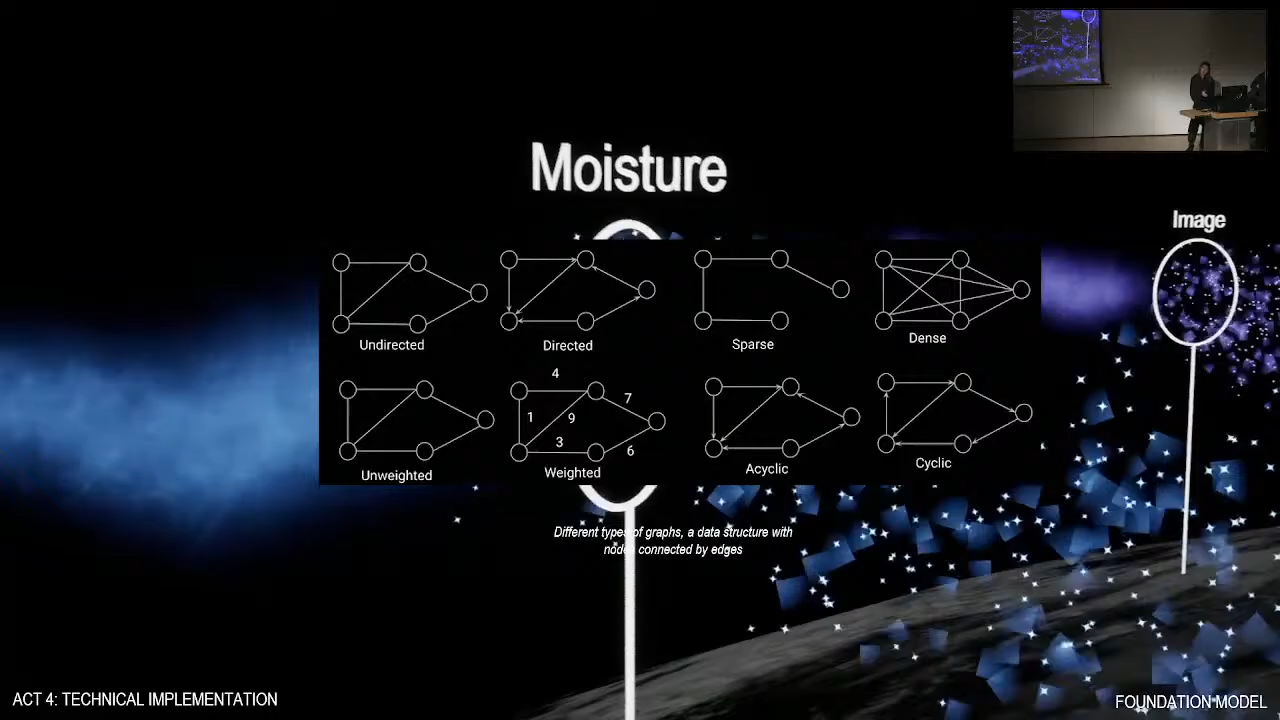 Moisture
Image
Undirected
Directed
Sparse
Dense
4
7
1
9
3
6
Unweighted
Weighted
Acyclic
Cyclic
Different types of graphs, a data structure with
nodes connected by edges
ACT 4: TECHNICAL IMPLEMENTATION
FOUNDATION MODEL